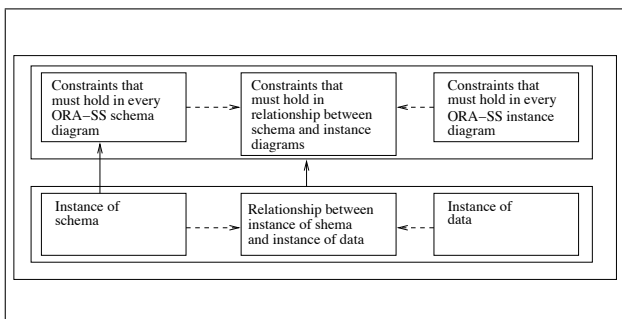 Constraints that
must hold in every
ORA−SS schema
diagram
Constraints that
must hold in
relationship between
schema and instance
diagrams
Constraints that
must hold in every
ORA−SS instance
diagram
Instance of
schema
Relationship between
instance of shema
and instance of data
Instance of
data